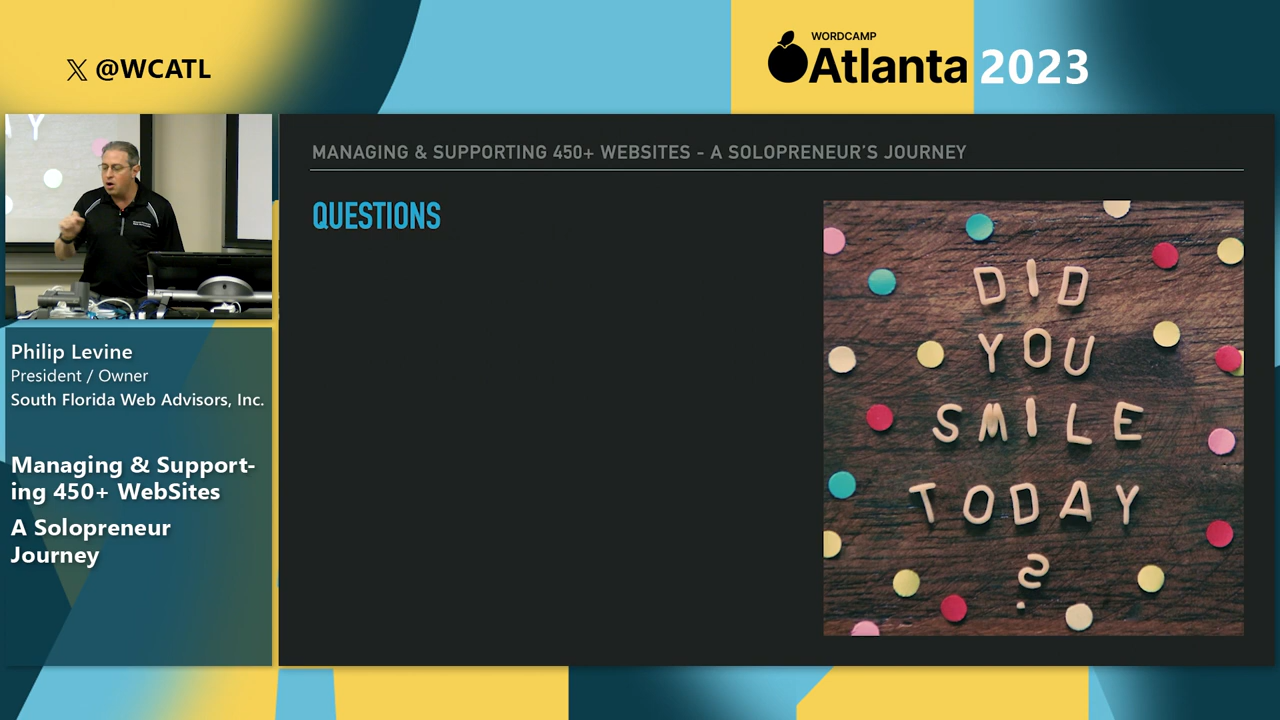 𝕏 @WCATL
WORDCAMP
Atlanta 2023
MANAGING & SUPPORTING 450+ WEBSITES - A SOLOPRENEUR'S JOURNEY
QUESTIONS
DID
YOU
SMILE
TODAY
?
AY
Philip Levine
President / Owner
South Florida Web Advisors, Inc.
Managing & Support-
ing 450+ WebSites
A Solopreneur
Journey